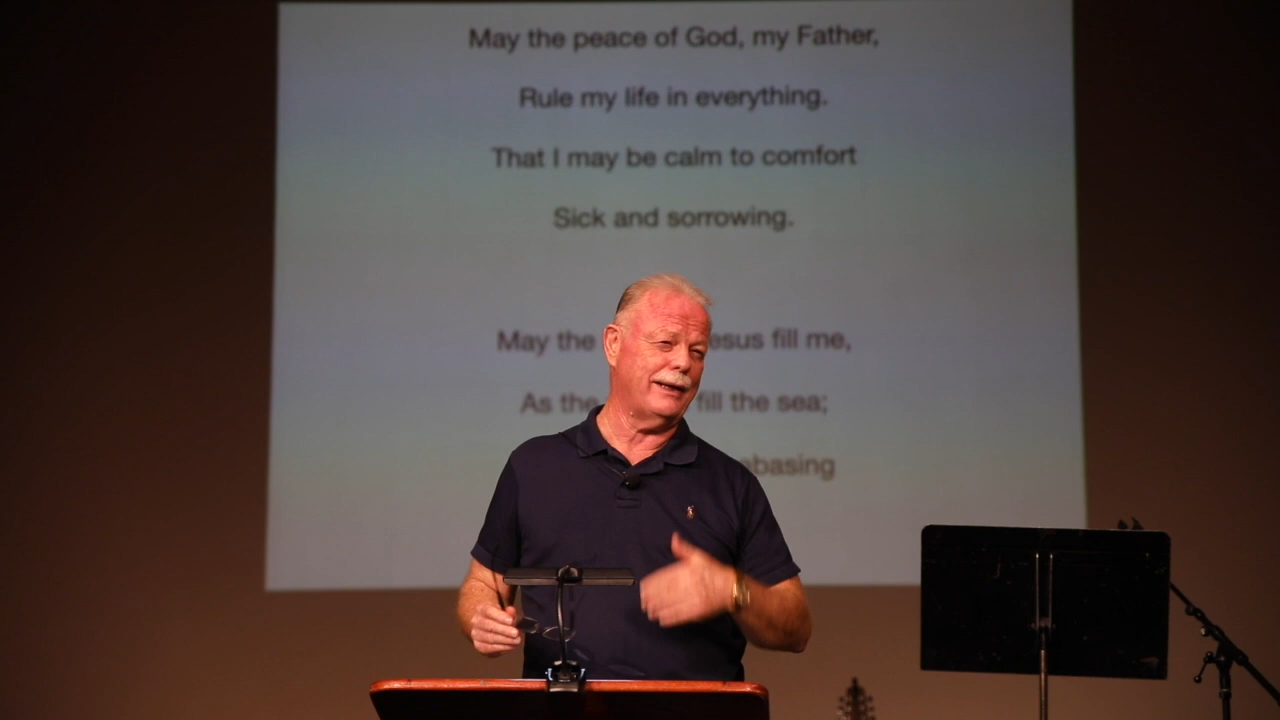 May the peace of God, my Father,
Rule my life in everything.
That I may be calm to comfort
Sick and sorrowing.
May the esus fill me,
As the fill the sea;
abasing